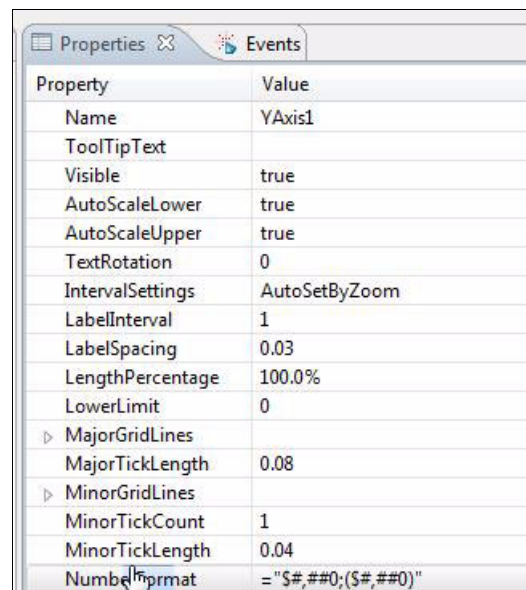 Properties Events
Property Value
Name YAxis1
ToolTipText
Visible true
AutoScaleLower true
AutoScaleUpper true
TextRotation 0
IntervalSettings AutoSetByZoom
LabelInterval 1
LabelSpacing 0.03
LengthPercentage 100.0%
LowerLimit 0
MajorGridLines
MajorTickLength 0.08
MinorGridLines
MinorTickCount 1
MinorTickLength 0.04
NumberFormat ="$#,##0;($#,##0)"